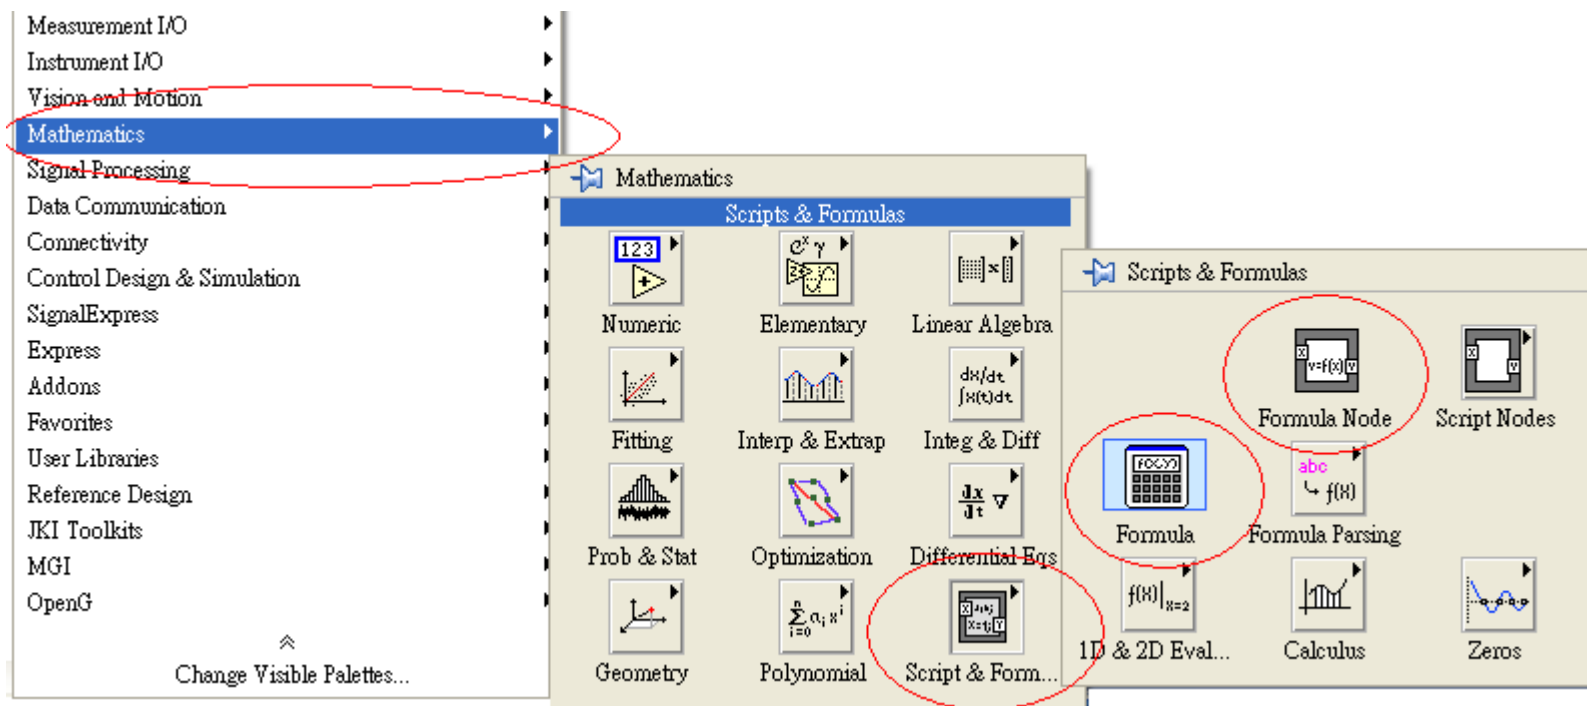 Measurement I/O
Instrument I/O
Vision and Motion
Mathematics
Signal Processing
Data Communication
Connectivity
Control Design & Simulation
SignalExpress
Express
Addons
Favorites
User Libraries
Reference Design
JKI Toolkits
MGI
OpenG
Change Visible Palettes...
Mathematics
Scripts & Formulas
123
Numeric Elementary Linear Algebra
dx/dt
∫x(t)dt
Fitting Interp & Extrap Integ & Diff
dx/dt ∇
Prob & Stat Optimization Differential Eqs
Geometry Polynomial Script & Form...
Scripts & Formulas
Formula Node Script Nodes
abc
f(x)
Formula Formula Parsing
f(x)|x=2
1D & 2D Eval... Calculus Zeros